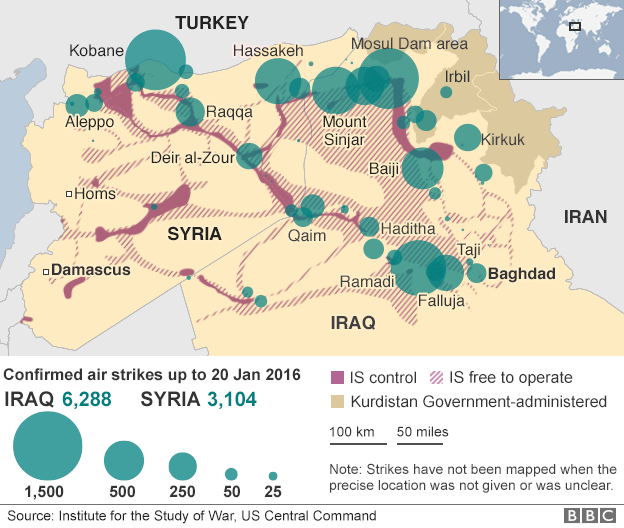 TURKEY
Kobane
Hassakeh
Mosul Dam area
Irbil
Aleppo
Raqqa
Mount
Sinjar
Kirkuk
Deir al-Zour
Baiji
Homs
SYRIA
Qaim
Haditha
IRAN
Taji
Damascus
Ramadi
Baghdad
Falluja
IRAQ
Confirmed air strikes up to 20 Jan 2016
IRAQ 6,288 SYRIA 3,104
1,500 500 250 50 25
IS control IS free to operate
Kurdistan Government-administered
100 km 50 miles
Note: Strikes have not been mapped when the
precise location was not given or was unclear.
Source: Institute for the Study of War, US Central Command
BBC